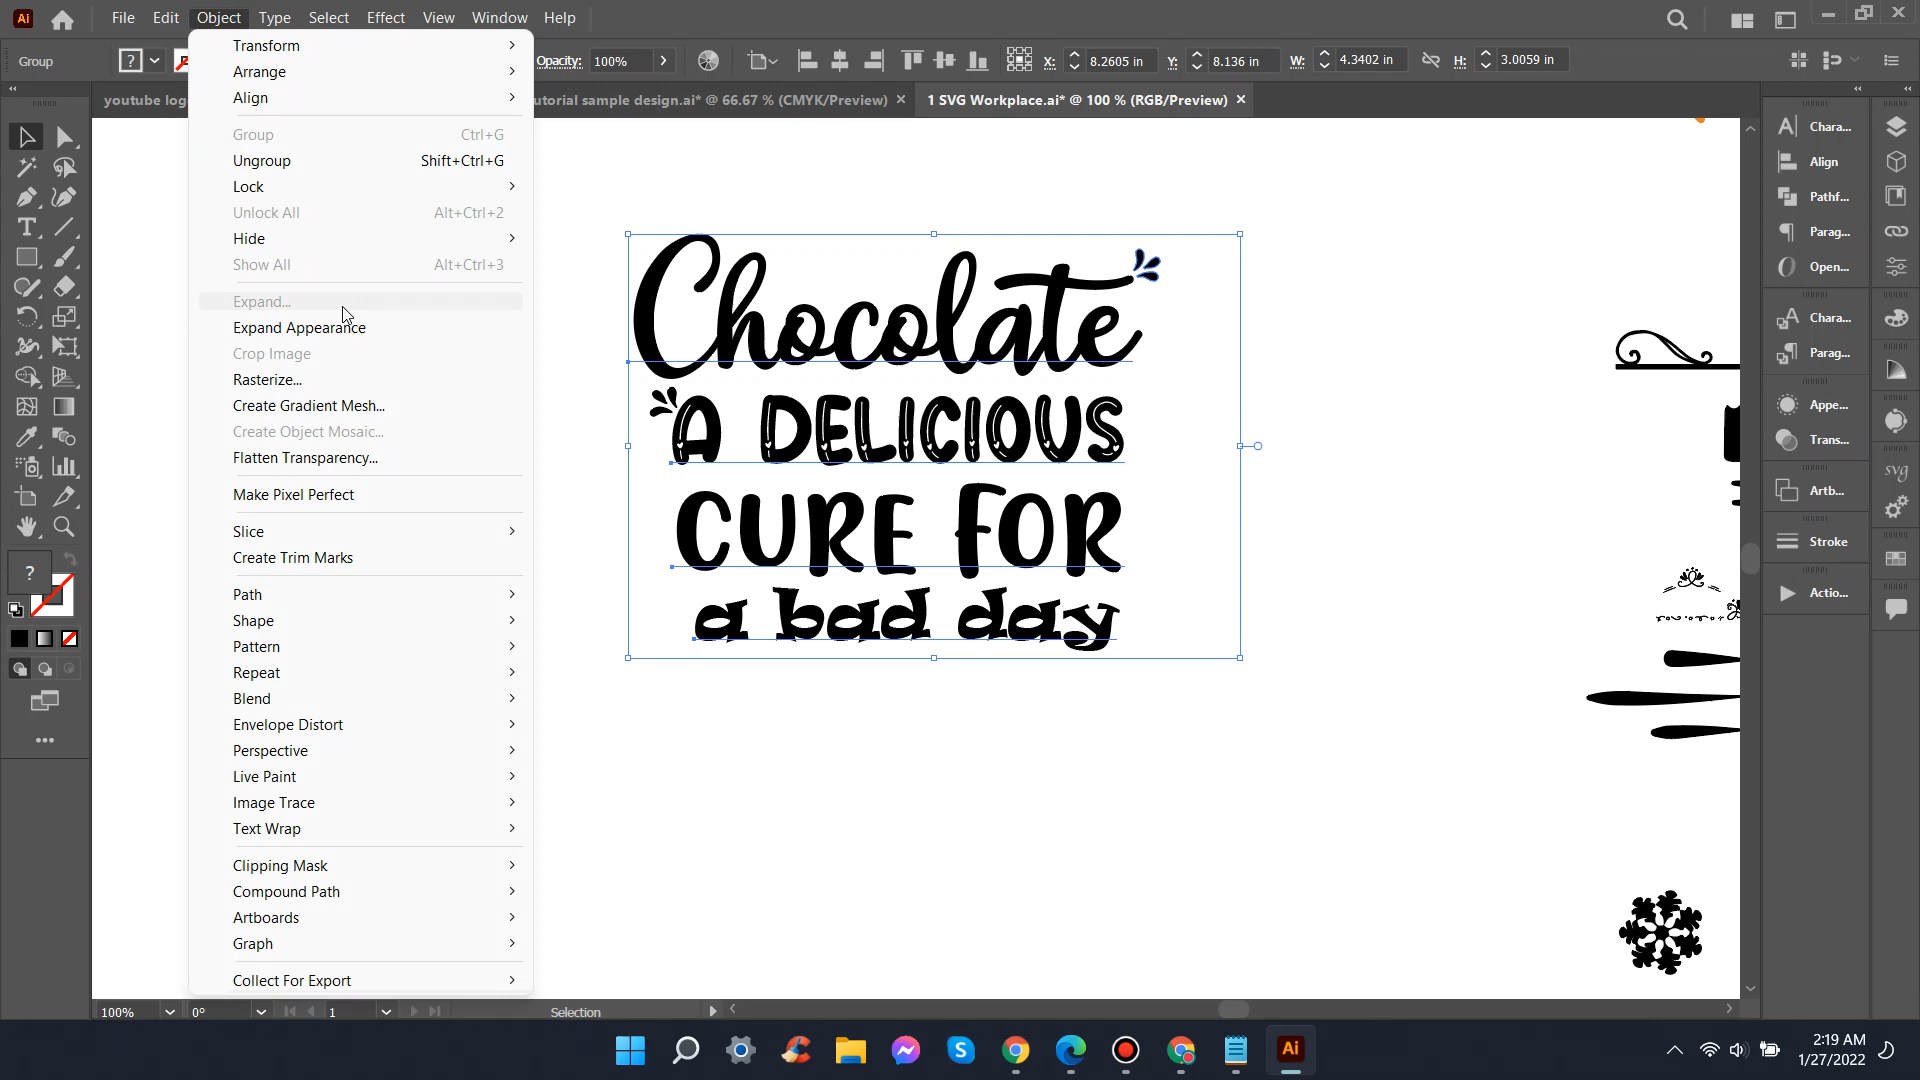 Ai File Edit Object Type Select Effect View Window Help
Group ? Opacity: 100% X: 8.2605 in Y: 8.136 in W: 4.3402 in H: 3.0059 in
youtube log utorial sample design.ai* @ 66.67 % (CMYK/Preview) × 1 SVG Workplace.ai* @ 100 % (RGB/Preview) ×
Transform
Arrange
Align
Group Ctrl+G
Ungroup Shift+Ctrl+G
Lock
Unlock All Alt+Ctrl+2
Hide
Show All Alt+Ctrl+3
Expand...
Expand Appearance
Crop Image
Rasterize...
Create Gradient Mesh...
Create Object Mosaic...
Flatten Transparency...
Make Pixel Perfect
Slice
Create Trim Marks
Path
Shape
Pattern
Repeat
Blend
Envelope Distort
Perspective
Live Paint
Image Trace
Text Wrap
Clipping Mask
Compound Path
Artboards
Graph
Collect For Export
Chocolate
A DELICIOUS
CURE FOR
a bad day
Chara...
Align
Pathf...
Parag...
Open...
Chara...
Parag...
Appe...
Trans...
Artb...
Stroke
Actio...
svg
?
100% 0° 1 Selection
Ai
2:19 AM
1/27/2022